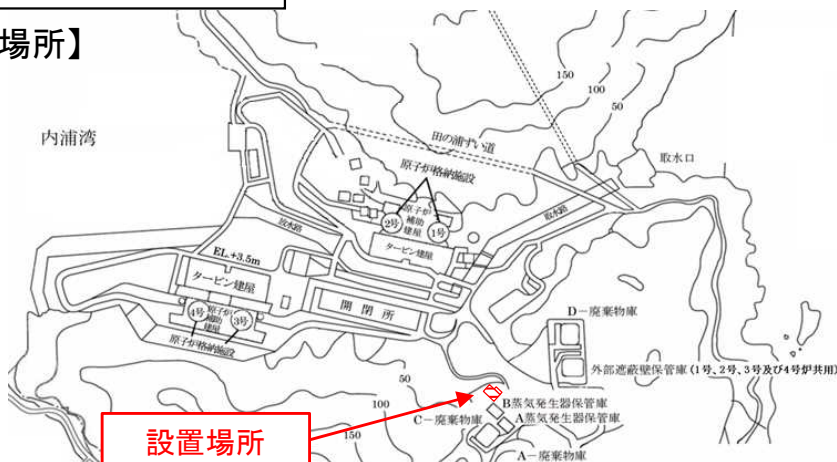 場所】
150
100
50
内浦湾
田の浦ずい道
取水口
原子炉格納施設
原子炉
補助
建屋
2号
1号
取水路
放水路
タービン建屋
EL.+3.5m
タービン建屋
開閉所
4号
原子炉
補助
建屋
3号
原子炉格納施設
D－廃棄物庫
外部遮蔽壁保管庫(1号、2号、3号及び4号炉共用)
50
B蒸気発生器保管庫
100
C－廃棄物庫
A蒸気発生器保管庫
設置場所
150
A－廃棄物庫